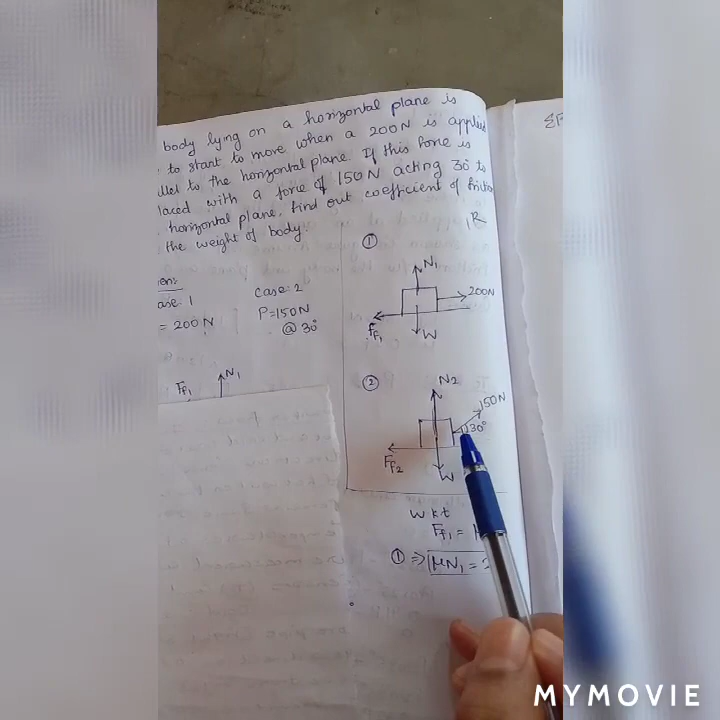 body lying on a horizontal plane is
to start to move when a 200N is applied
to the horizontal plane. If this force is
with a force of 150N acting 30° to
horizontal plane, find out coefficient of friction
the weight of body.
ΣF
R
①
N₁
200N
Ff₁
W
Case: 2
1
P=150N
= 200N
@ 30°
Ff₁
N₁
②
N₂
150N
30°
Ff₂
W
W k t
Ff₁ =
① ⇒ μN₁ =
MYMOVIE